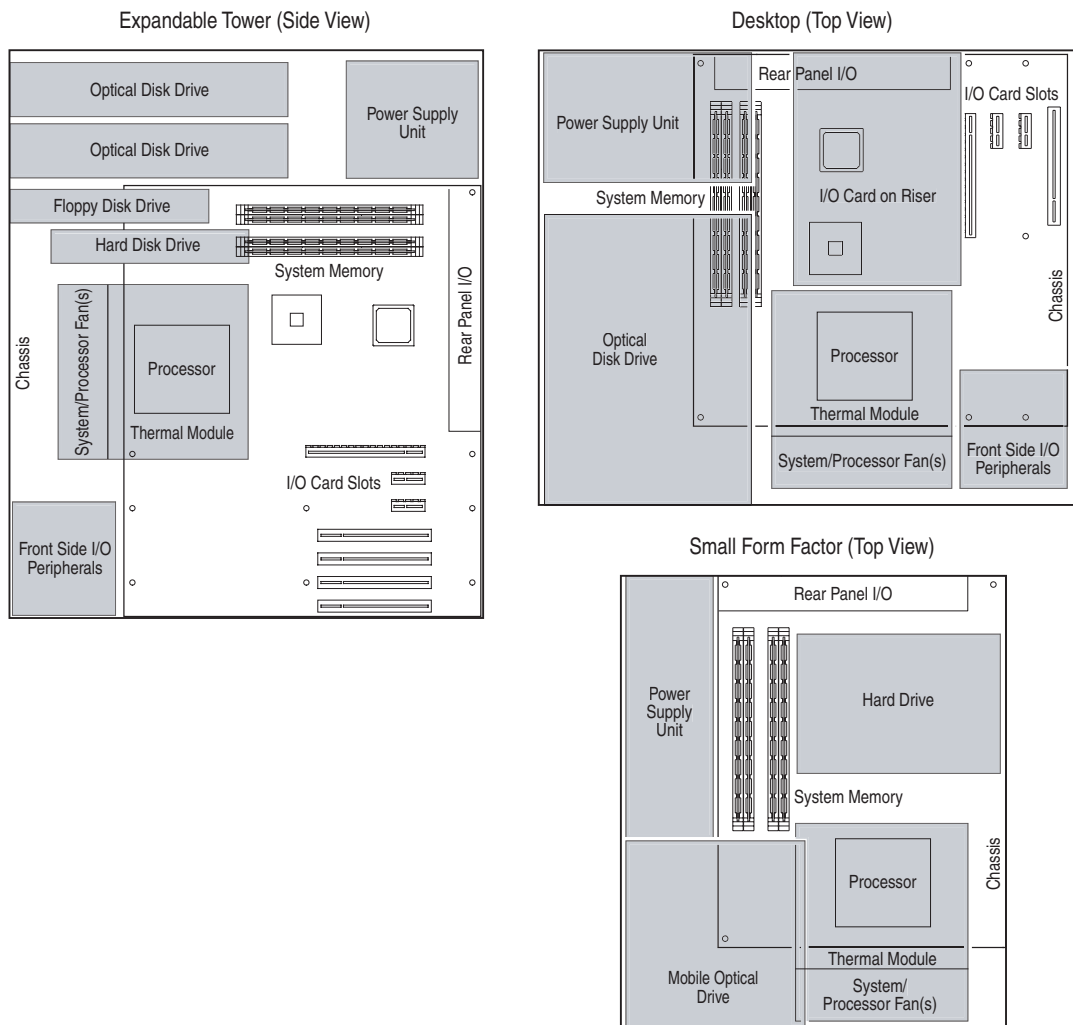 Expandable Tower (Side View)
Optical Disk Drive
Optical Disk Drive
Power Supply
Unit
Floppy Disk Drive
Hard Disk Drive
System Memory
Rear Panel I/O
Chassis
System/Processor Fan(s)
Processor
Thermal Module
I/O Card Slots
Front Side I/O
Peripherals
Desktop (Top View)
Rear Panel I/O
I/O Card Slots
Power Supply Unit
System Memory
I/O Card on Riser
Chassis
Optical
Disk Drive
Processor
Thermal Module
System/Processor Fan(s)
Front Side I/O
Peripherals
Small Form Factor (Top View)
Rear Panel I/O
Power
Supply
Unit
Hard Drive
System Memory
Chassis
Processor
Thermal Module
System/
Processor Fan(s)
Mobile Optical
Drive